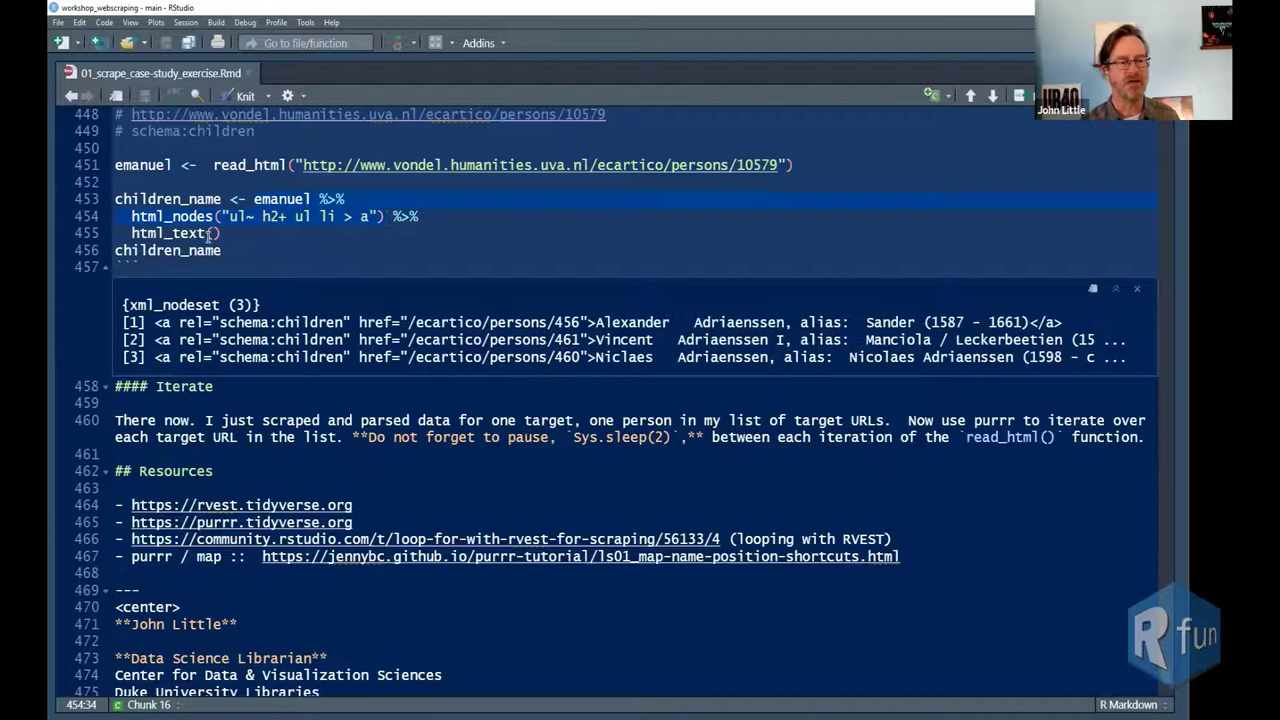 workshop_webscraping - main - RStudio
File Edit Code View Plots Session Build Debug Profile Tools Help
Go to file/function Addins
01_scrape_case-study_exercise.Rmd
Knit
John Little
UB40
448 # http://www.vondel.humanities.uva.nl/ecartico/persons/10579
449 # schema:children
450
451 emanuel <- read_html("http://www.vondel.humanities.uva.nl/ecartico/persons/10579")
452
453 children_name <- emanuel %>%
454 html_nodes("ul~ h2+ ul li > a") %>%
455 html_text()
456 children_name
457 ```
{xml_nodeset (3)}
[1] <a rel="schema:children" href="/ecartico/persons/456">Alexander Adriaenssen, alias: Sander (1587 - 1661)</a>
[2] <a rel="schema:children" href="/ecartico/persons/461">Vincent Adriaenssen I, alias: Manciola / Leckerbeetien (15 ...
[3] <a rel="schema:children" href="/ecartico/persons/460">Niclaes Adriaenssen, alias: Nicolaes Adriaenssen (1598 - c ...
458 #### Iterate
459
460 There now. I just scraped and parsed data for one target, one person in my list of target URLs. Now use purrr to iterate over
each target URL in the list. **Do not forget to pause, `Sys.sleep(2)`,** between each iteration of the `read_html()` function.
461
462 ## Resources
463
464 - https://rvest.tidyverse.org
465 - https://purrr.tidyverse.org
466 - https://community.rstudio.com/t/loop-for-with-rvest-for-scraping/56133/4 (looping with RVEST)
467 - purrr / map :: https://jennybc.github.io/purrr-tutorial/ls01_map-name-position-shortcuts.html
468
469 ---
470 <center>
471 **John Little**
472
473 **Data Science Librarian**
474 Center for Data & Visualization Sciences
475 Duke University Libraries
R fun
454:34 Chunk 16 R Markdown